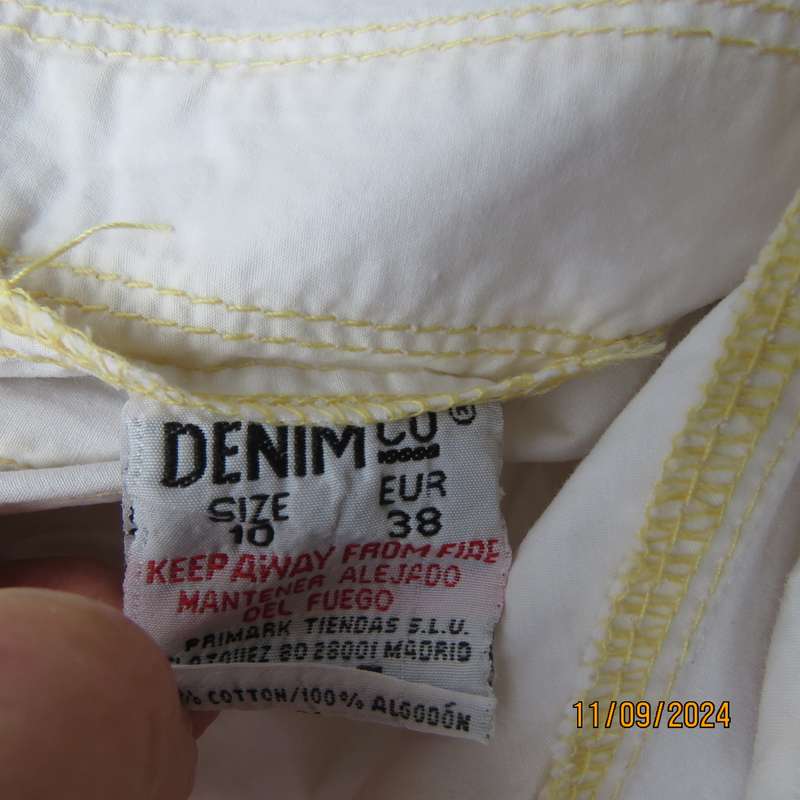 DENIM CO ®
SIZE EUR
10 38
KEEP AWAY FROM FIRE
MANTENER ALEJADO
DEL FUEGO
PRIMARK TIENDAS S.L.U.
80 28001 MADRID
% COTTON/100% ALGODÓN
11/09/2024